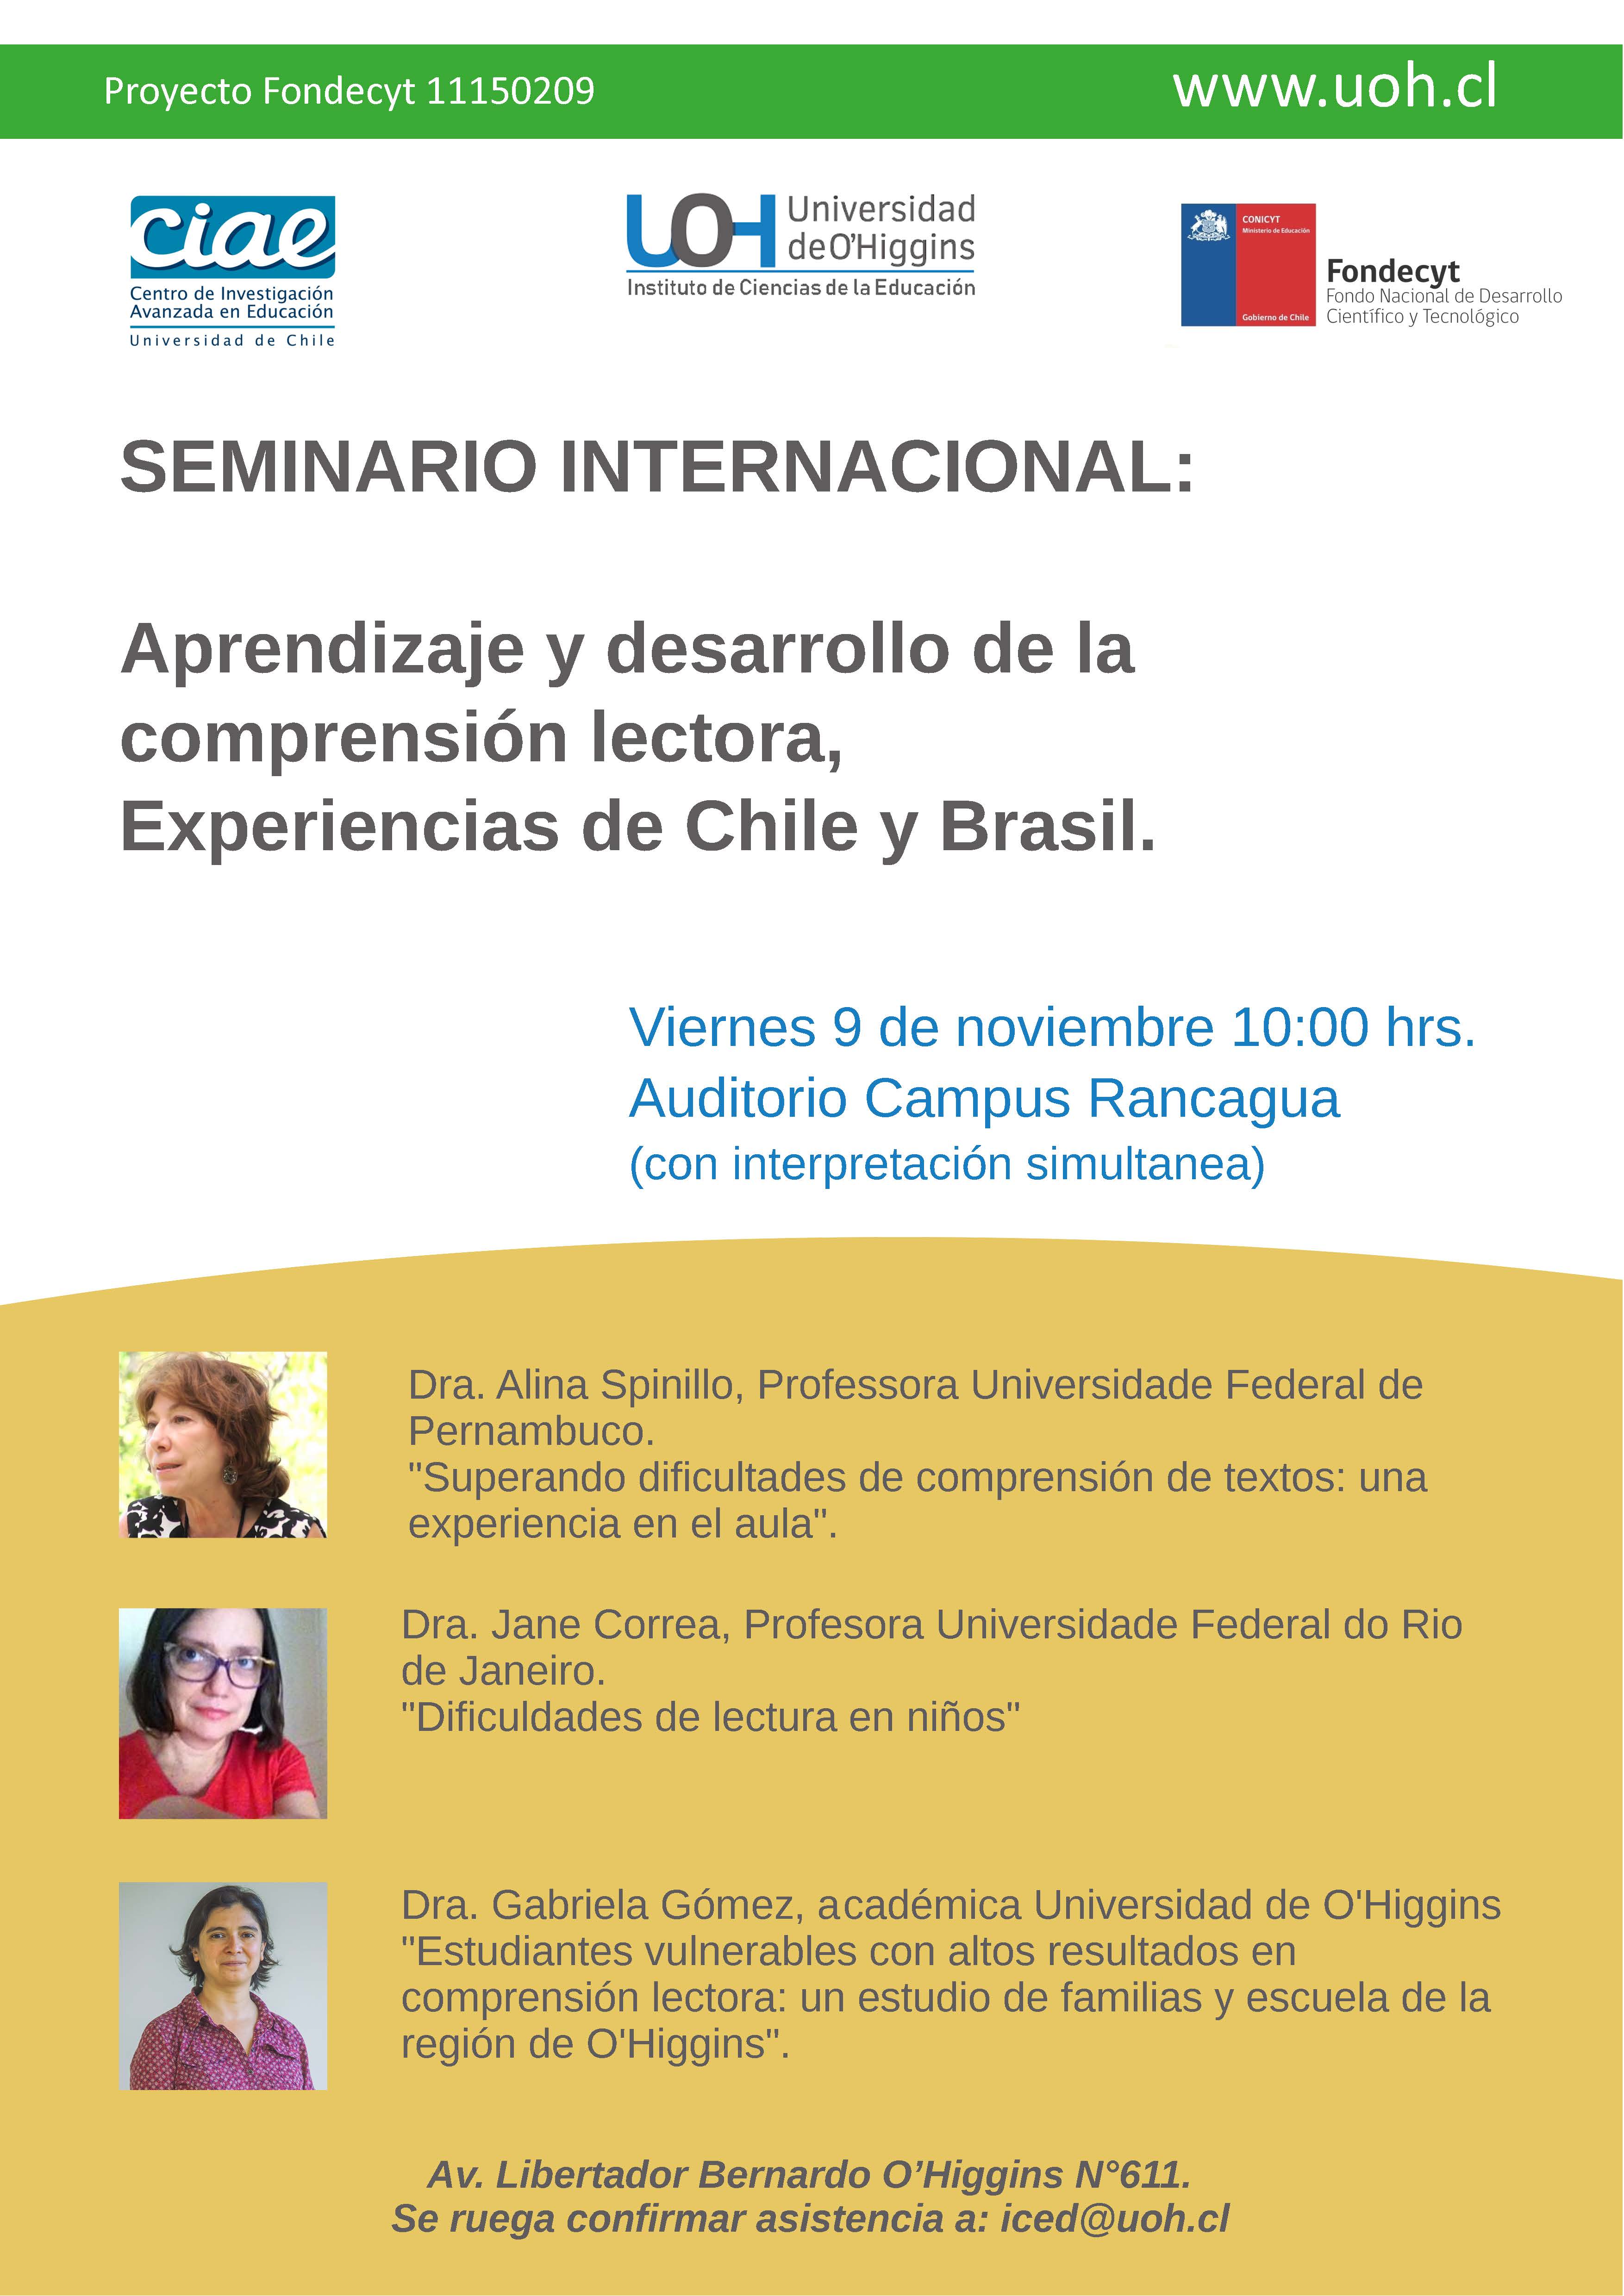 Proyecto Fondecyt 11150209
www.uoh.cl
ciae
Centro de Investigación
Avanzada en Educación
Universidad de Chile
UOH
Universidad
deO'Higgins
Instituto de Ciencias de la Educación
CONICYT
Ministerio de Educación
Gobierno de Chile
Fondecyt
Fondo Nacional de Desarrollo
Científico y Tecnológico
SEMINARIO INTERNACIONAL:
Aprendizaje y desarrollo de la
comprensión lectora,
Experiencias de Chile y Brasil.
Viernes 9 de noviembre 10:00 hrs.
Auditorio Campus Rancagua
(con interpretación simultanea)
Dra. Alina Spinillo, Professora Universidade Federal de
Pernambuco.
"Superando dificultades de comprensión de textos: una
experiencia en el aula".
Dra. Jane Correa, Profesora Universidade Federal do Rio
de Janeiro.
"Dificuldades de lectura en niños"
Dra. Gabriela Gómez, académica Universidad de O'Higgins
"Estudiantes vulnerables con altos resultados en
comprensión lectora: un estudio de familias y escuela de la
región de O'Higgins".
Av. Libertador Bernardo O’Higgins N°611.
Se ruega confirmar asistencia a: iced@uoh.cl